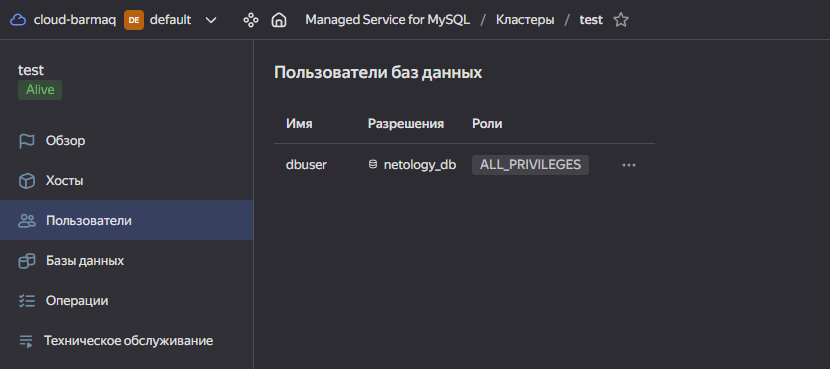 cloud-barmaq DE default Managed Service for MySQL / Кластеры / test
test
Alive
Обзор
Хосты
Пользователи
Базы данных
Операции
Техническое обслуживание
Пользователи баз данных
Имя Разрешения Роли
dbuser netology_db ALL_PRIVILEGES